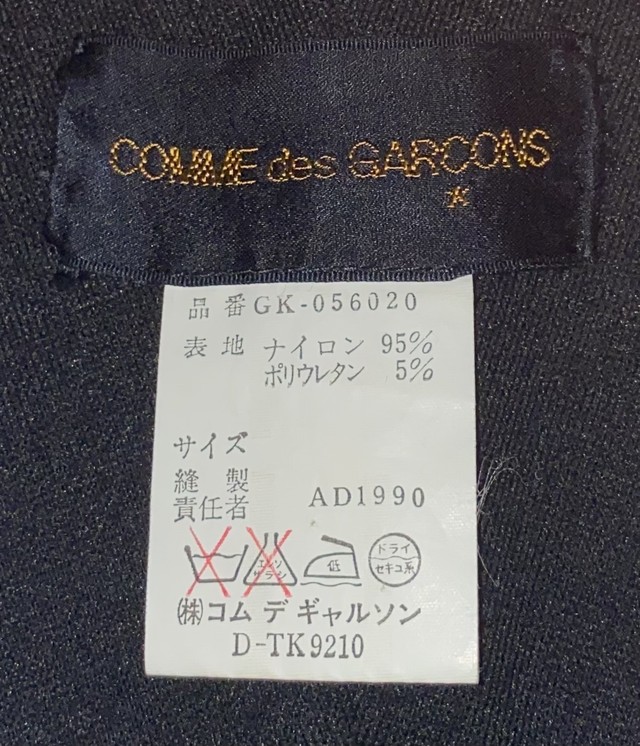 COMME des GARCONS
品番 GK-056020
表地 ナイロン 95%
ポリウレタン 5%
サイズ
縫製
責任者 AD1990
エンソ
サラシ
低
ドライ
セキユ系
㈱コム デ ギャルソン
D-TK9210